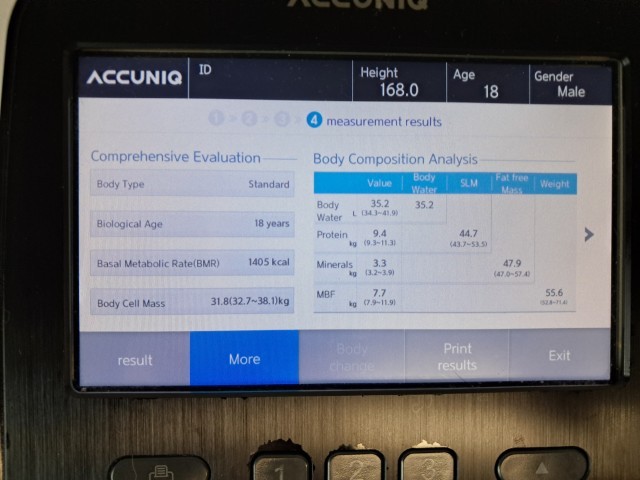 ACCUNIQ
ACCUNIQ
ID
Height
168.0
Age
18
Gender
Male
1 2 3 4 measurement results
Comprehensive Evaluation
Body Type Standard
Biological Age 18 years
Basal Metabolic Rate(BMR) 1405 kcal
Body Cell Mass 31.8(32.7~38.1)kg
Body Composition Analysis
Value Body Water SLM Fat free Mass Weight
Body Water L 35.2 (34.3~41.9) 35.2
Protein kg 9.4 (9.3~11.3) 44.7 (43.7~53.5)
Minerals kg 3.3 (3.2~3.9) 47.9 (47.0~57.4)
MBF kg 7.7 (7.9~11.9) 55.6
result
More
Body change
Print results
Exit
1 2 3